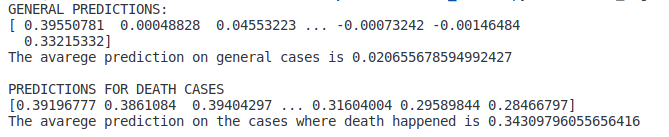 GENERAL PREDICTIONS:
[ 0.39550781  0.00048828  0.04553223 ... -0.00073242 -0.00146484
  0.33215332]
The avarege prediction on general cases is 0.020655678594992427

PREDICTIONS FOR DEATH CASES
[0.39196777 0.3861084  0.39404297 ... 0.31604004 0.29589844 0.28466797]
The avarege prediction on the cases where death happened is 0.34309796055656416